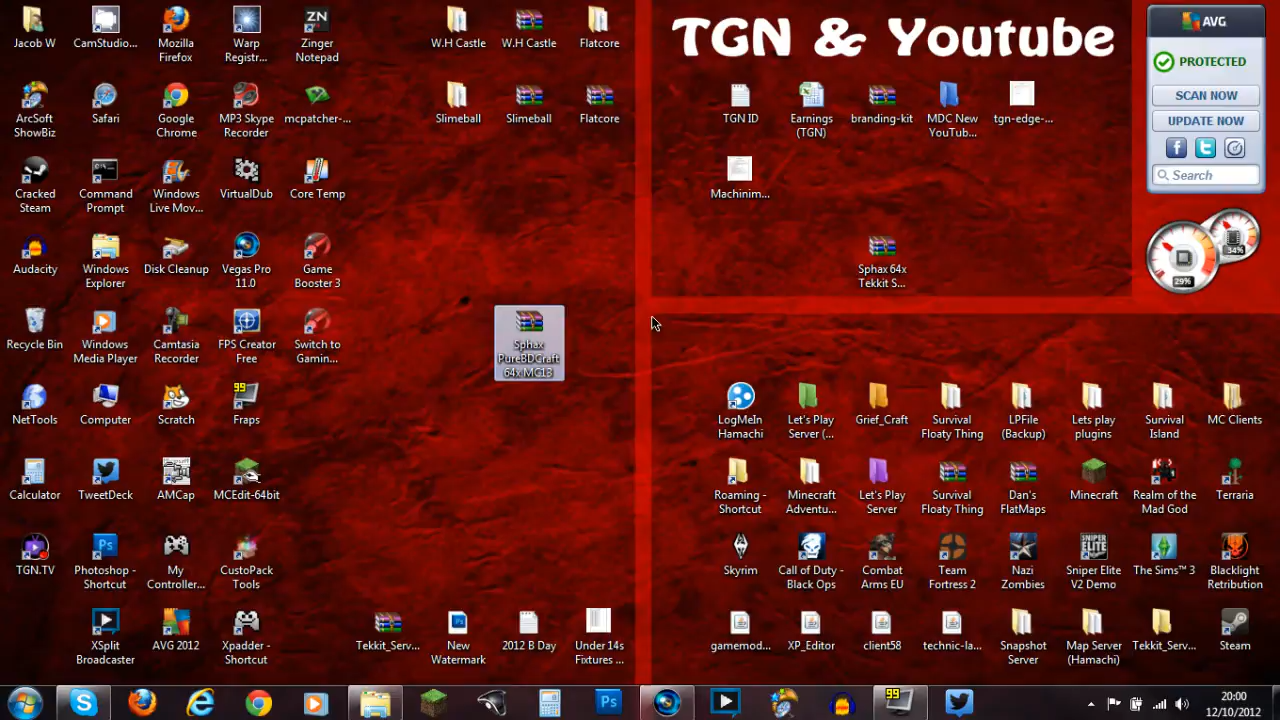 TGN & Youtube
AVG
PROTECTED
SCAN NOW
UPDATE NOW
Search
34%
29%
Jacob W
CamStudio...
Mozilla
Firefox
Warp
Registr...
Zinger
Notepad
W.H Castle
W.H Castle
Flatcore
ArcSoft
ShowBiz
Safari
Google
Chrome
MP3 Skype
Recorder
mcpatcher-...
Slimeball
Slimeball
Flatcore
TGN ID
Earnings
(TGN)
branding-kit
MDC New
YouTub...
tgn-edge-...
Cracked
Steam
Command
Prompt
Windows
Live Mov...
VirtualDub
Core Temp
Machinim...
Audacity
Windows
Explorer
Disk Cleanup
Vegas Pro
11.0
Game
Booster 3
Sphax 64x
Tekkit S...
Recycle Bin
Windows
Media Player
Camtasia
Recorder
FPS Creator
Free
Switch to
Gamin...
Sphax
PureBDCraft
64x MC13
NetTools
Computer
Scratch
99
Fraps
LogMeIn
Hamachi
Let's Play
Server (...
Grief_Craft
Survival
Floaty Thing
LPFile
(Backup)
Lets play
plugins
Survival
Island
MC Clients
Calculator
TweetDeck
AMCap
MCEdit-64bit
Roaming -
Shortcut
Minecraft
Adventu...
Let's Play
Server
Survival
Floaty Thing
Dan's
FlatMaps
Minecraft
Realm of the
Mad God
Terraria
TGN.TV
Photoshop -
Shortcut
My
Controller...
CustoPack
Tools
Skyrim
Call of Duty -
Black Ops
Combat
Arms EU
Team
Fortress 2
Nazi
Zombies
Sniper Elite
V2 Demo
The Sims™ 3
Blacklight
Retribution
XSplit
Broadcaster
AVG 2012
Xpadder -
Shortcut
Tekkit_Serv...
New
Watermark
2012 B Day
Under 14s
Fixtures ...
gamemod...
XP_Editor
client58
technic-la...
Snapshot
Server
Map Server
(Hamachi)
Tekkit_Serv...
Steam
99
20:00
12/10/2012